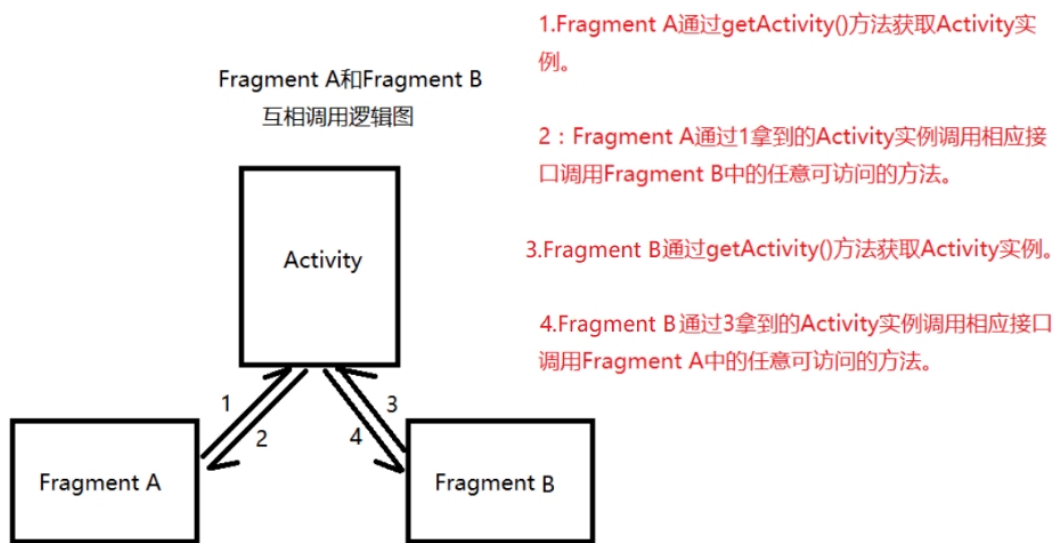 Fragment A和Fragment B
互相调用逻辑图
Activity
1
2
3
4
Fragment A
Fragment B
1.Fragment A通过getActivity()方法获取Activity实
例。
2：Fragment A通过1拿到的Activity实例调用相应接
口调用Fragment B中的任意可访问的方法。
3.Fragment B通过getActivity()方法获取Activity实例。
4.Fragment B通过3拿到的Activity实例调用相应接口
调用Fragment A中的任意可访问的方法。